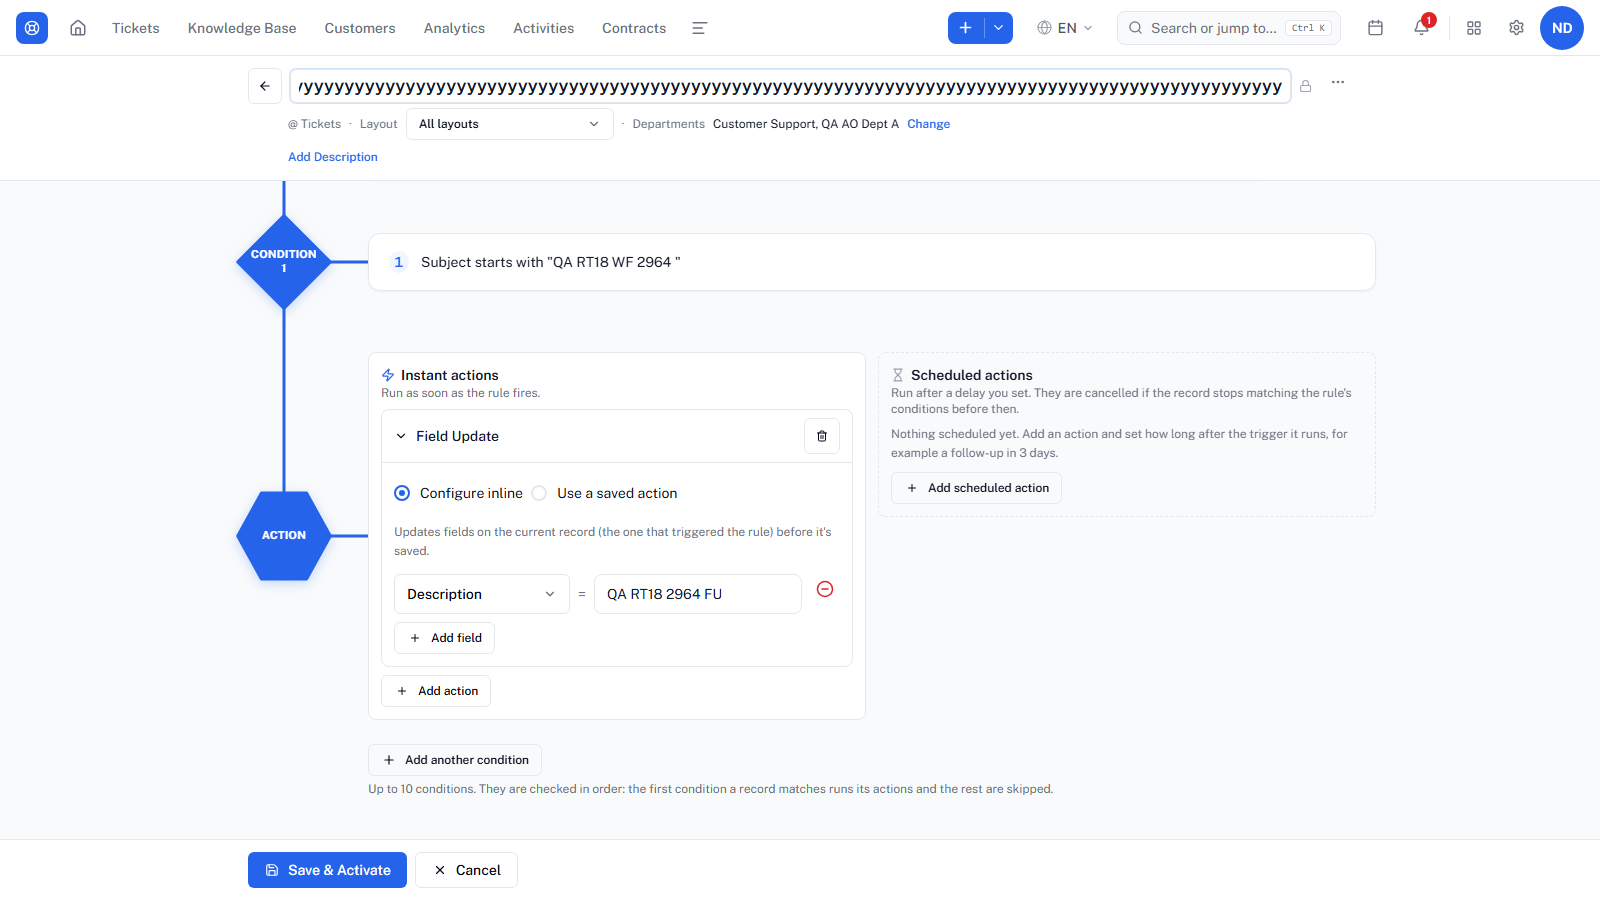 Tickets Knowledge Base Customers Analytics Activities Contracts EN Search or jump to... Ctrl K 1 ND
@ Tickets · Layout All layouts · Departments Customer Support, QA AO Dept A Change
Add Description
CONDITION
1
1 Subject starts with "QA RT18 WF 2964 "
Instant actions
Run as soon as the rule fires.
Field Update
Configure inline Use a saved action
Updates fields on the current record (the one that triggered the rule) before it's
saved.
Description = QA RT18 2964 FU
Add field
Add action
ACTION
Scheduled actions
Run after a delay you set. They are cancelled if the record stops matching the rule's
conditions before then.
Nothing scheduled yet. Add an action and set how long after the trigger it runs, for
example a follow-up in 3 days.
Add scheduled action
Add another condition
Up to 10 conditions. They are checked in order: the first condition a record matches runs its actions and the rest are skipped.
Save & Activate Cancel